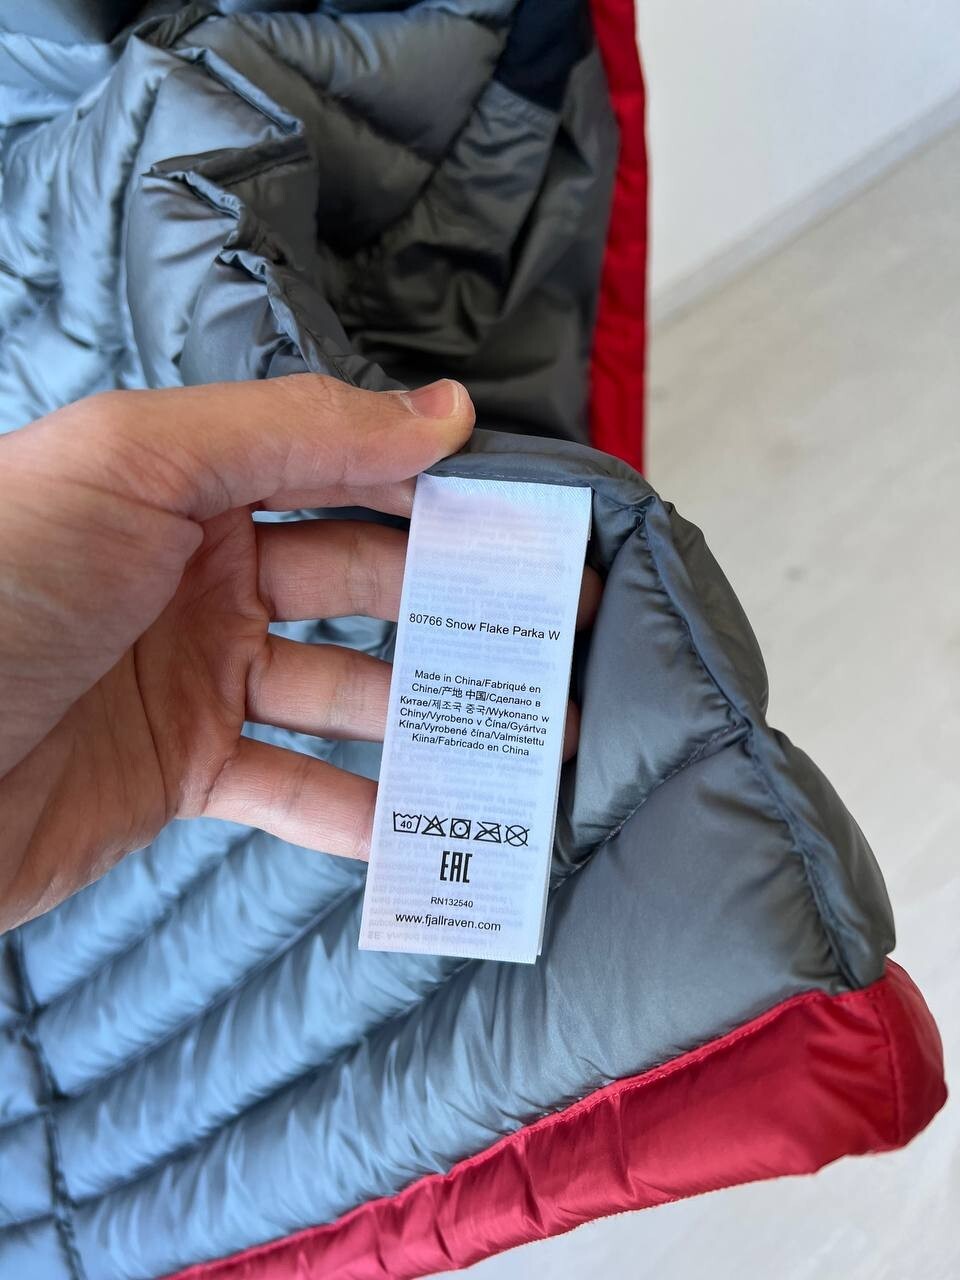 80766 Snow Flake Parka W
Made in China/Fabriqué en
Chine/产地 中国/Сделано в
Китае/제조국 중국/Wykonano w
Chiny/Vyrobeno v Čína/Gyártva
Kína/Vyrobené čína/Valmistettu
Kiina/Fabricado en China
40
EAC
RN132540
www.fjallraven.com